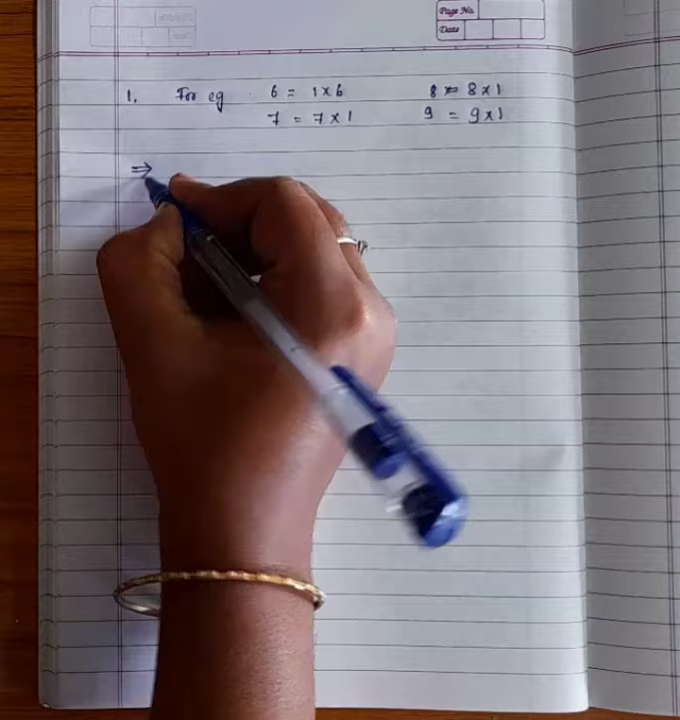 Page No.
Date
1. For eg 6 = 1 x 6 8 = 8 x 1
7 = 7 x 1 9 = 9 x 1
⇒